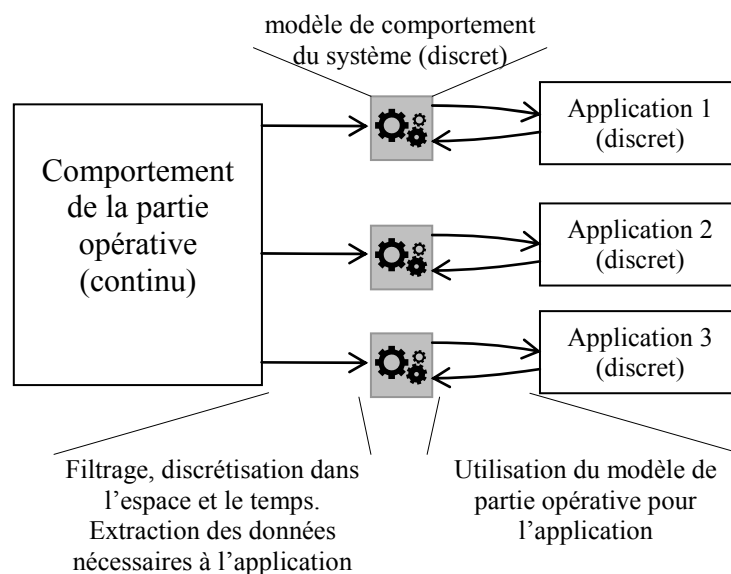 modèle de comportement
du système (discret)
Comportement
de la partie
opérative
(continu)
Application 1
(discret)
Application 2
(discret)
Application 3
(discret)
Filtrage, discrétisation dans
l’espace et le temps.
Extraction des données
nécessaires à l’application
Utilisation du modèle de
partie opérative pour
l’application